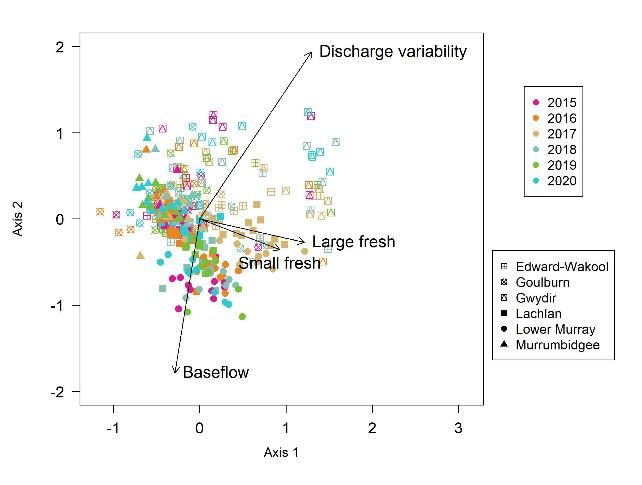 2
Discharge variability
1
0
Large fresh
Small fresh
-1
Baseflow
-2
-1
0
1
2
3
Axis 1
Axis 2
2015
2016
2017
2018
2019
2020
Edward-Wakool
Goulburn
Gwydir
Lachlan
Lower Murray
Murrumbidgee